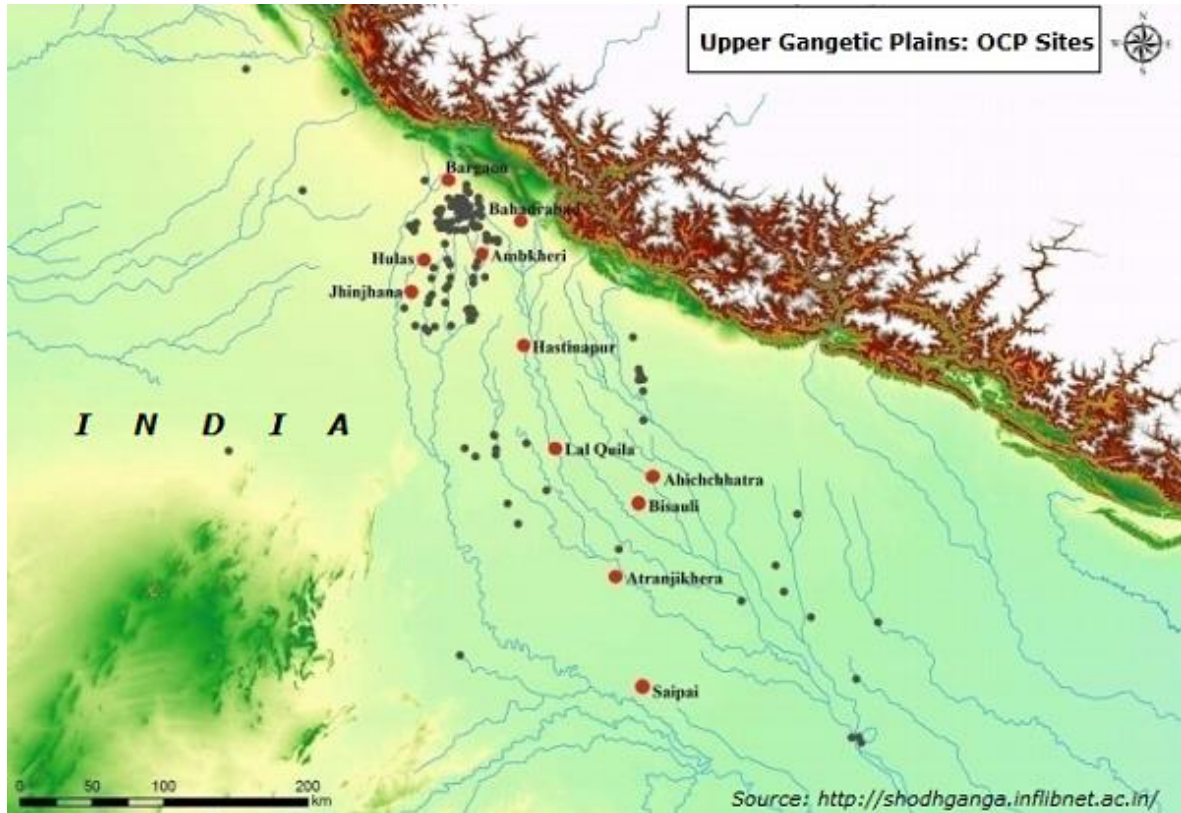 Upper Gangetic Plains: OCP Sites
N
W E
S
Bargaon
Bahadrabad
Hulas
Ambkheri
Jhinjhana
Hastinapur
I N D I A
Lal Quila
Ahichchhatra
Bisauli
Atranjikhera
Saipai
0 50 100 200
km
Source: http://shodhganga.inflibnet.ac.in/